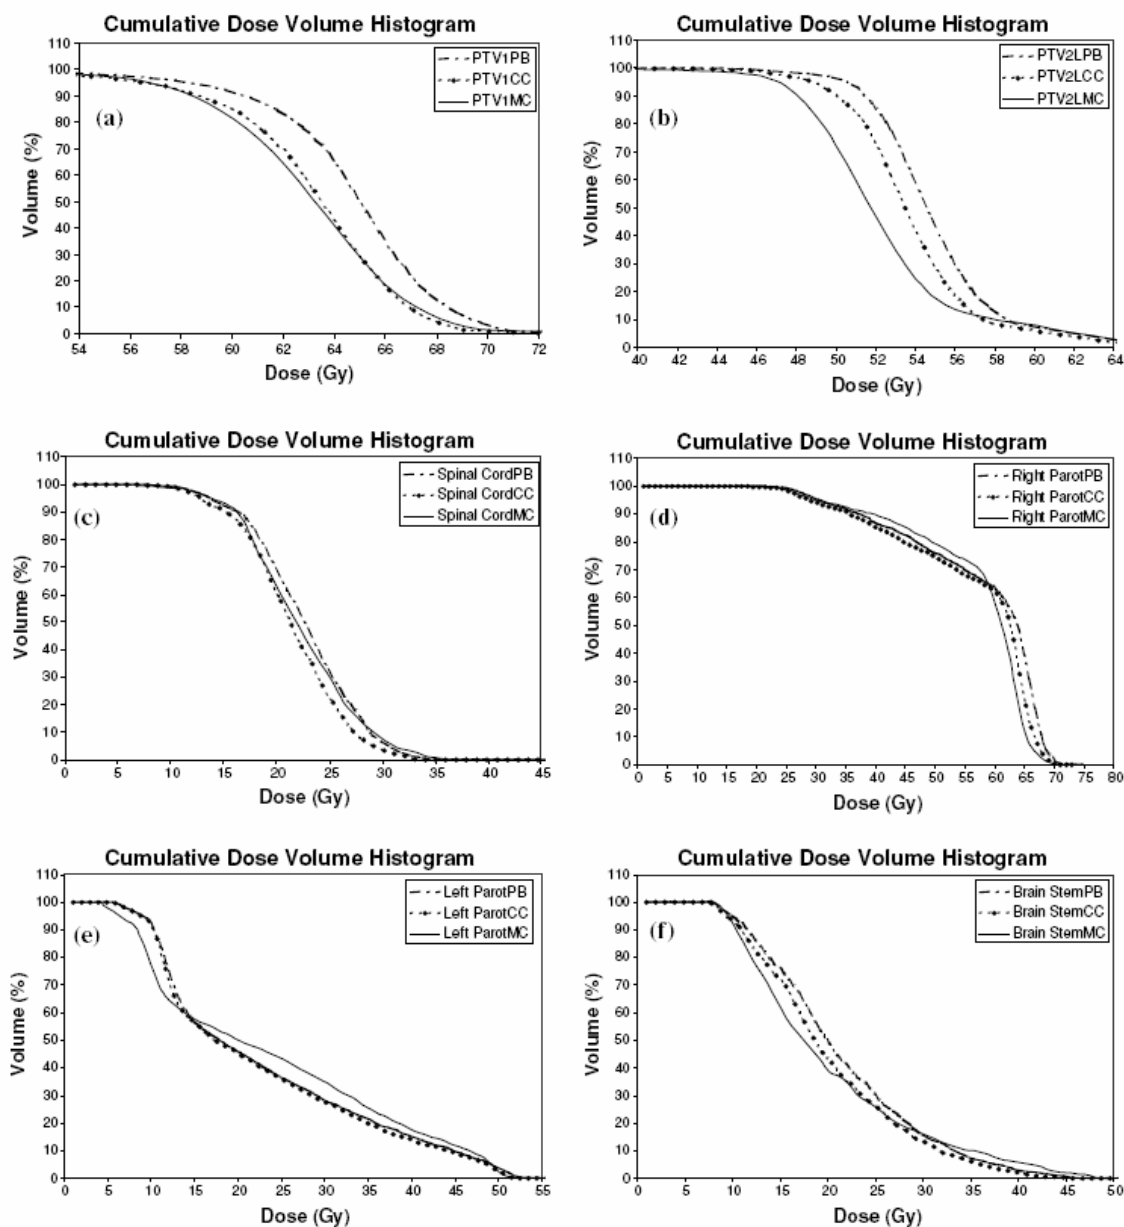 Cumulative Dose Volume Histogram
110
100
90
80
70
60
50
40
30
20
10
0
Volume (%)
(a)
PTV1PB
PTV1CC
PTV1MC
54 56 58 60 62 64 66 68 70 72
Dose (Gy)
Cumulative Dose Volume Histogram
110
100
90
80
70
60
50
40
30
20
10
0
Volume (%)
(b)
PTV2LPB
PTV2LCC
PTV2LMC
40 42 44 46 48 50 52 54 56 58 60 62 64
Dose (Gy)
Cumulative Dose Volume Histogram
110
100
90
80
70
60
50
40
30
20
10
0
Volume (%)
(c)
Spinal CordPB
Spinal CordCC
Spinal CordMC
0 5 10 15 20 25 30 35 40 45
Dose (Gy)
Cumulative Dose Volume Histogram
110
100
90
80
70
60
50
40
30
20
10
0
Volume (%)
(d)
Right ParotPB
Right ParotCC
Right ParotMC
0 5 10 15 20 25 30 35 40 45 50 55 60 65 70 75 80
Dose (Gy)
Cumulative Dose Volume Histogram
110
100
90
80
70
60
50
40
30
20
10
0
Volume (%)
(e)
Left ParotPB
Left ParotCC
Left ParotMC
0 5 10 15 20 25 30 35 40 45 50 55
Dose (Gy)
Cumulative Dose Volume Histogram
110
100
90
80
70
60
50
40
30
20
10
0
Volume (%)
(f)
Brain StemPB
Brain StemCC
Brain StemMC
0 5 10 15 20 25 30 35 40 45 50
Dose (Gy)